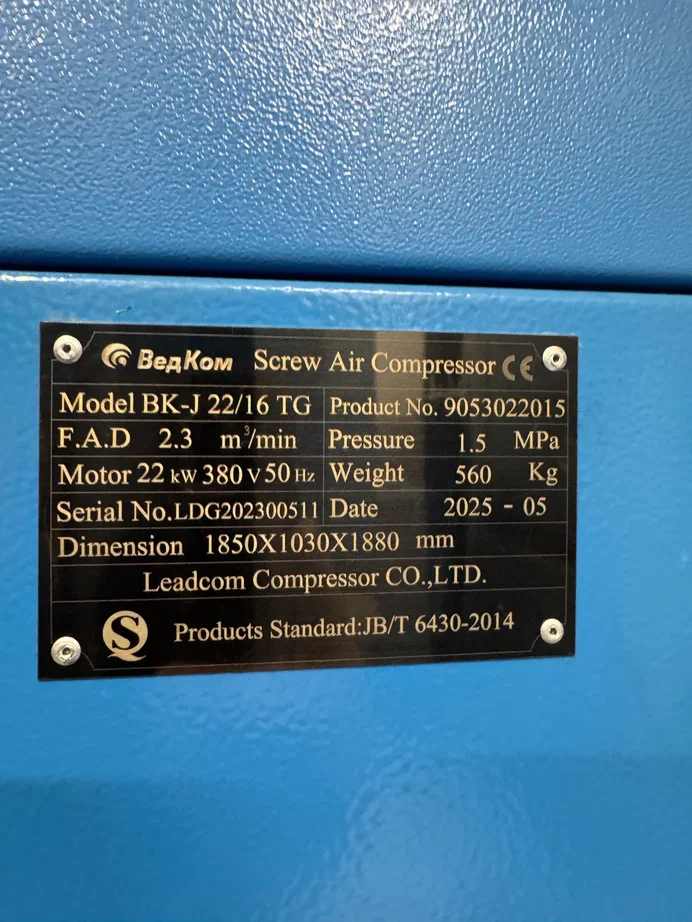 ВедКом Screw Air Compressor CE
Model BK-J 22/16 TG Product No. 9053022015
F.A.D 2.3 m³/min Pressure 1.5 MPa
Motor 22 kW 380 V 50 Hz Weight 560 Kg
Serial No.LDG202300511 Date 2025 - 05
Dimension 1850X1030X1880 mm
Leadcom Compressor CO.,LTD.
QS Products Standard:JB/T 6430-2014